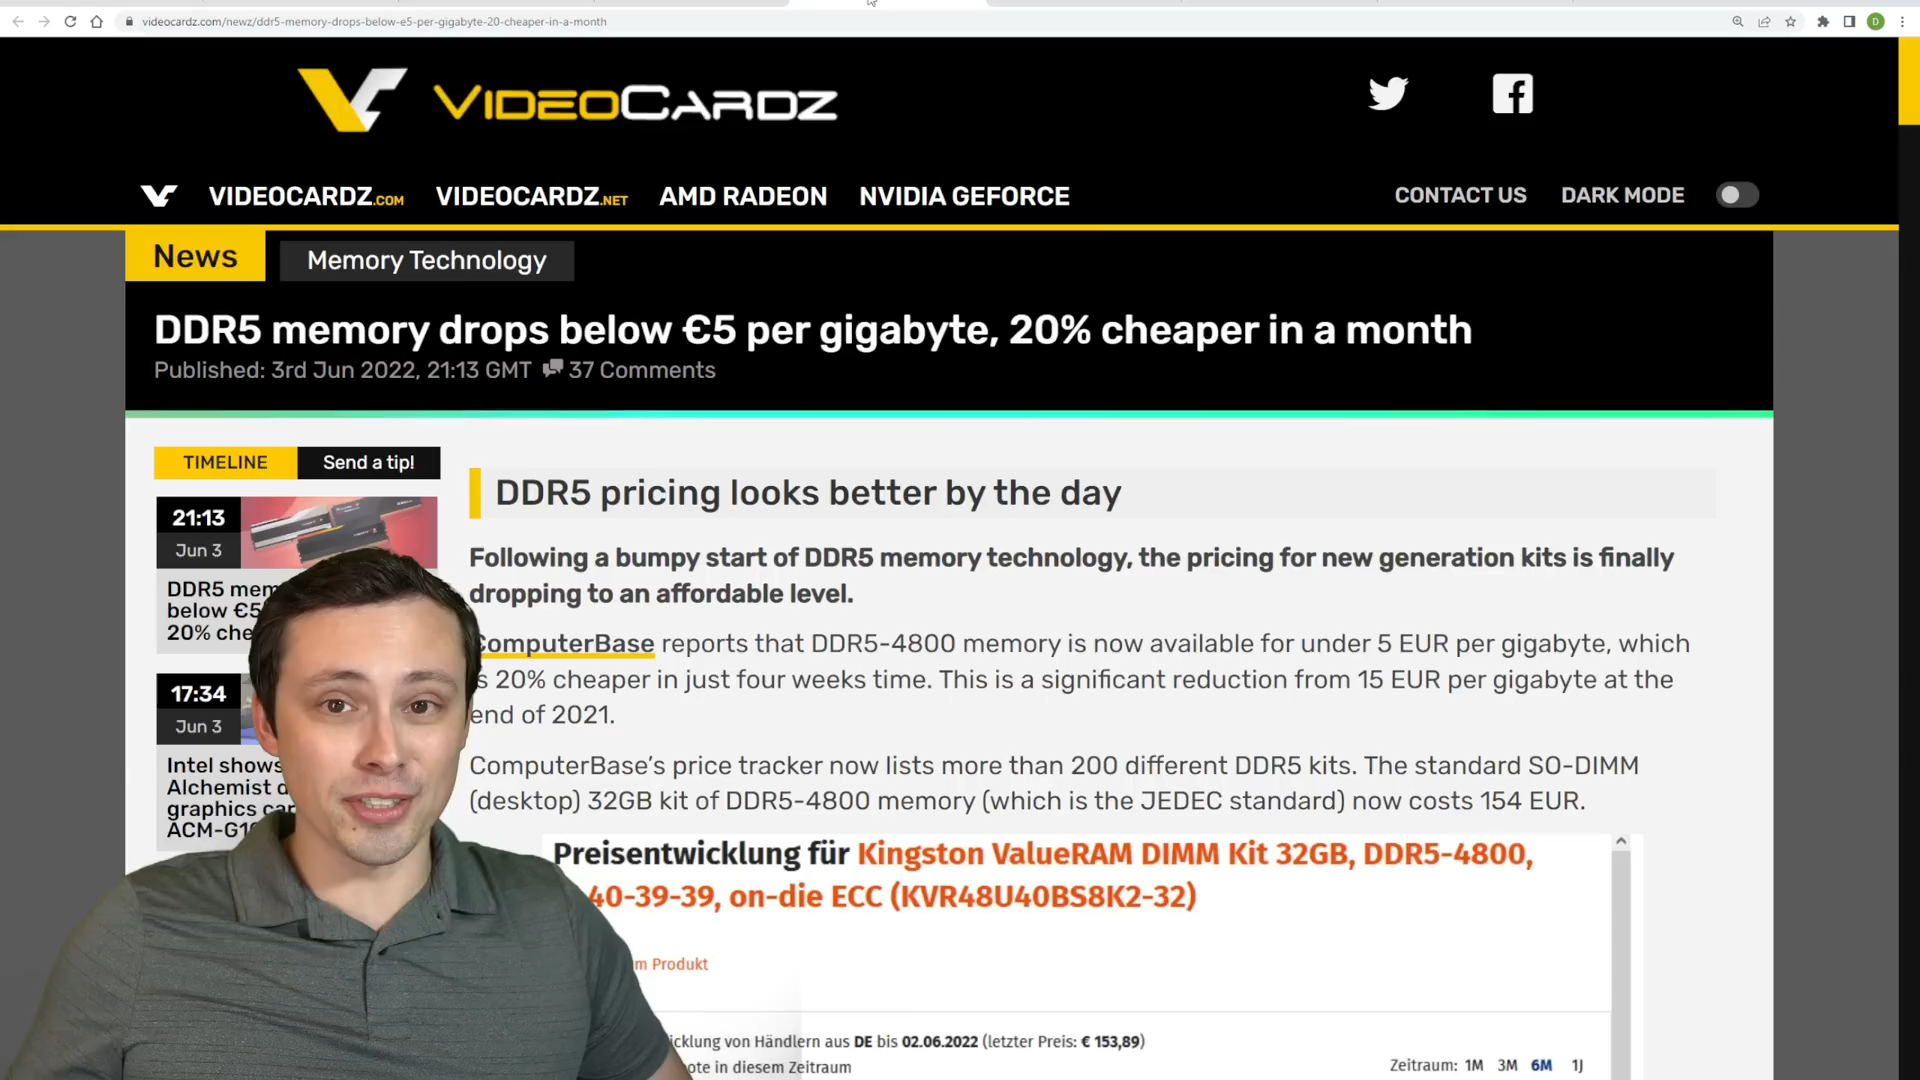 videocardz.com/newz/ddr5-memory-drops-below-e5-per-gigabyte-20-cheaper-in-a-month
D
VIDEOCARDZ
VIDEOCARDZ.COM VIDEOCARDZ.NET AMD RADEON NVIDIA GEFORCE CONTACT US DARK MODE
News Memory Technology
DDR5 memory drops below €5 per gigabyte, 20% cheaper in a month
Published: 3rd Jun 2022, 21:13 GMT 37 Comments
TIMELINE Send a tip!
21:13
Jun 3
DDR5 mem
below €5
20% che
17:34
Jun 3
Intel shows
Alchemist d
graphics car
ACM-G1
DDR5 pricing looks better by the day
Following a bumpy start of DDR5 memory technology, the pricing for new generation kits is finally
dropping to an affordable level.
ComputerBase reports that DDR5-4800 memory is now available for under 5 EUR per gigabyte, which
s 20% cheaper in just four weeks time. This is a significant reduction from 15 EUR per gigabyte at the
end of 2021.
ComputerBase's price tracker now lists more than 200 different DDR5 kits. The standard SO-DIMM
(desktop) 32GB kit of DDR5-4800 memory (which is the JEDEC standard) now costs 154 EUR.
Preisentwicklung für Kingston ValueRAM DIMM Kit 32GB, DDR5-4800,
40-39-39, on-die ECC (KVR48U40BS8K2-32)
m Produkt
icklung von Händlern aus DE bis 02.06.2022 (letzter Preis: € 153,89)
ote in diesem Zeitraum
Zeitraum: 1M 3M 6M 1J